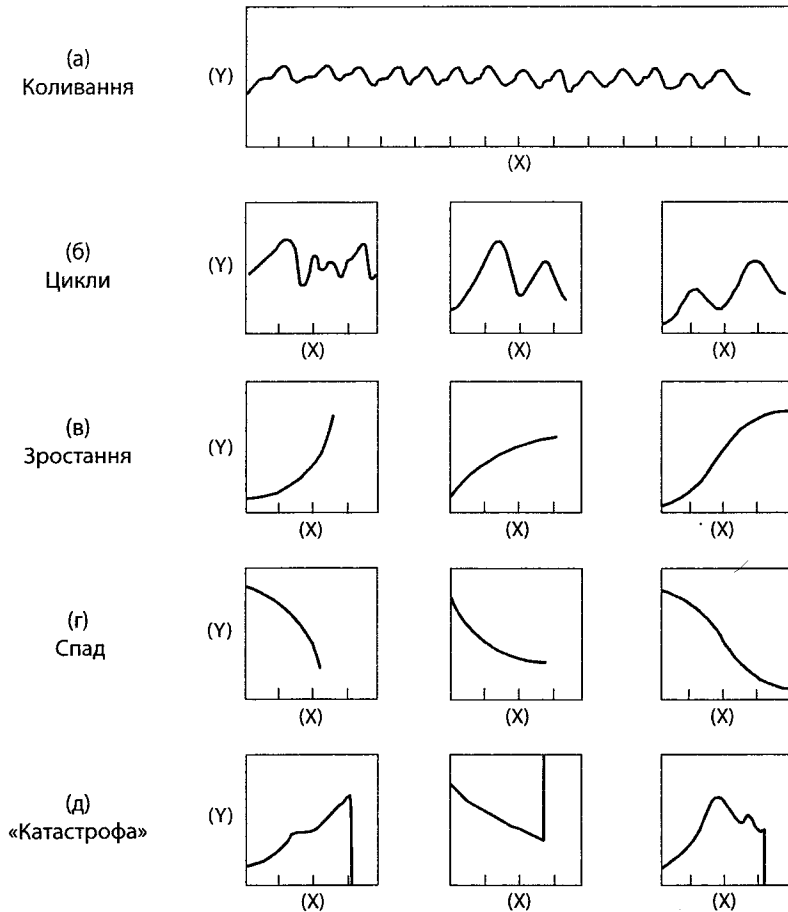 (а)
Коливання
(Y)
(X)
(б)
Цикли
(Y)
(X)
(X)
(X)
(в)
Зростання
(Y)
(X)
(X)
(X)
(г)
Спад
(Y)
(X)
(X)
(X)
(д)
«Катастрофа»
(Y)
(X)
(X)
(X)